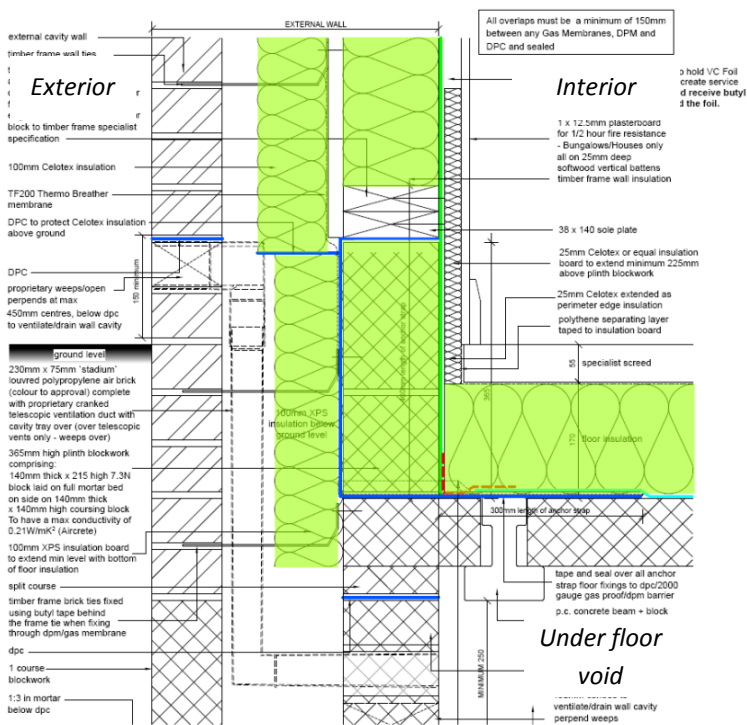 EXTERNAL WALL
All overlaps must be a minimum of 150mm
between any Gas Membranes, DPM and
DPC and sealed
external cavity wall
timber frame wall ties
Exterior
block to timber frame specialist
specification
100mm Celotex insulation
TF200 Thermo Breather
membrane
DPC to protect Celotex insulation
above ground
DPC
proprietary weeps/open
perpends at max
450mm centres, below dpc
to ventilate/drain wall cavity
150 minimum
ground level
230mm x 75mm 'stadium'
louvred polypropylene air brick
(colour to approval) complete
with proprietary cranked
telescopic ventilation duct with
cavity tray over (over telescopic
vents only - weeps over)
365mm high plinth blockwork
comprising:
140mm thick x 215 high 7.3N
block laid on full mortar bed
on side on 140mm thick
x 140mm high coursing block
To have a max conductivity of
0.21W/mK² (Aircrete)
100mm XPS insulation board
to extend min level with bottom
of floor insulation
split course
timber frame brick ties fixed
using butyl tape behind
the frame tie when fixing
through dpm/gas membrane
dpc
1 course
blockwork
1:3 in mortar
below dpc
100mm XPS
insulation below
ground level
of anchor strap
365
Interior
hold VC Foil
create service
d receive butyl
d the foil.
1 x 12.5mm plasterboard
for 1/2 hour fire resistance
- Bungalows/Houses only
all on 25mm deep
softwood vertical battens
timber frame wall insulation
38 x 140 sole plate
25mm Celotex or equal insulation
board to extend minimum 225mm
above plinth blockwork
25mm Celotex extended as
perimeter edge insulation
polythene separating layer
taped to insulation board
55
specialist screed
170
floor insulation
300mm length of anchor strap
tape and seal over all anchor
strap floor fixings to dpc/2000
gauge gas proof/dpm barrier
p.c. concrete beam + block
Under floor
void
MINIMUM 250
ventilate/drain wall cavity
perpend weeps